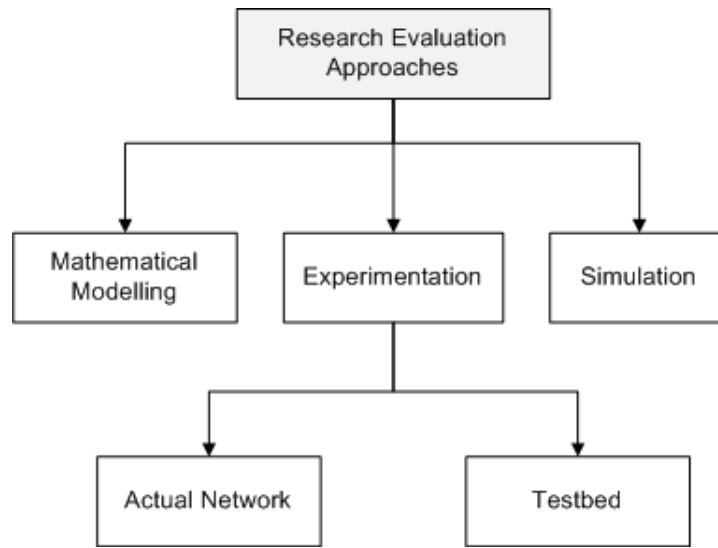 Research Evaluation
Approaches
Mathematical
Modelling
Experimentation
Simulation
Actual Network
Testbed